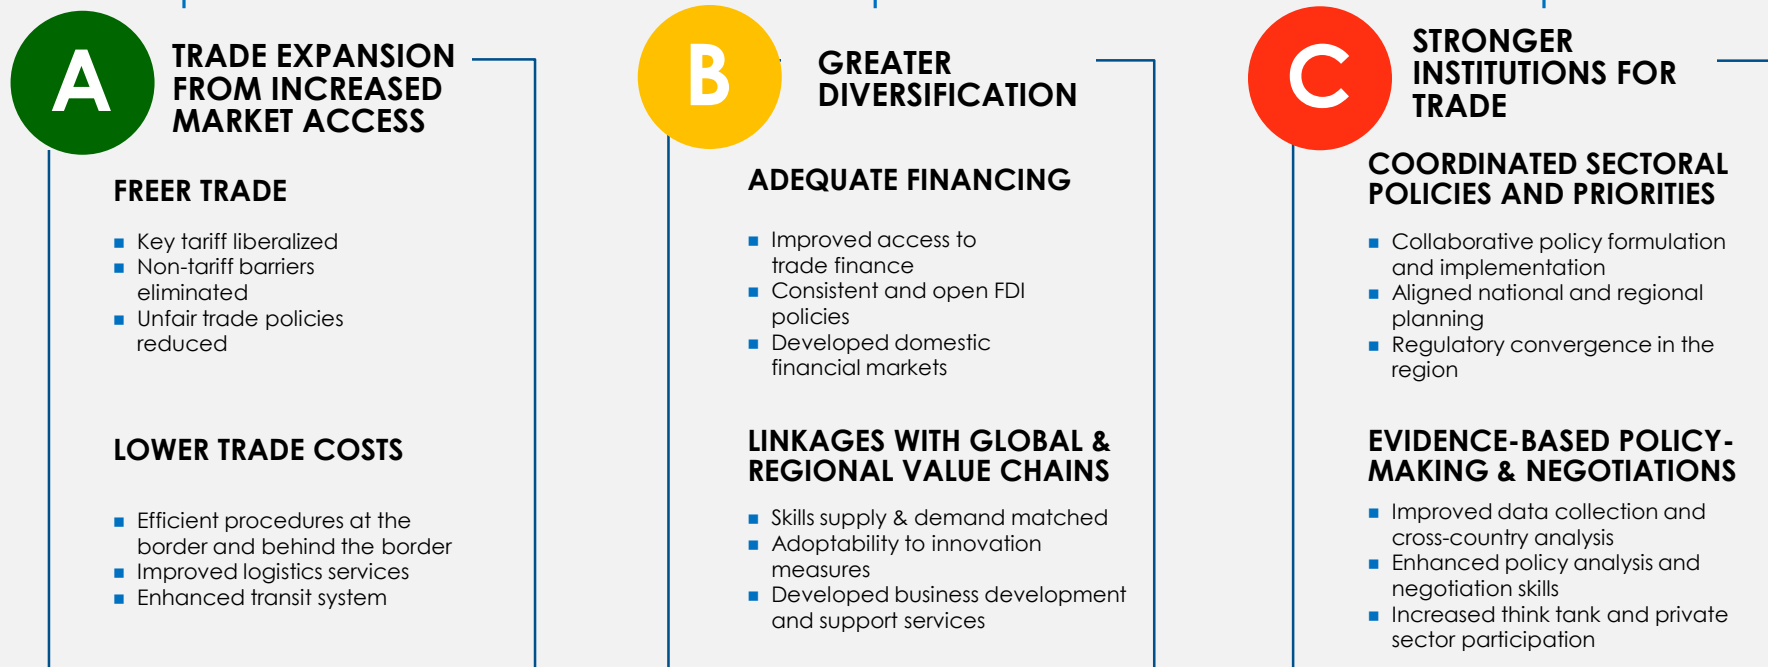 A
TRADE EXPANSION
FROM INCREASED
MARKET ACCESS
FREER TRADE
■ Key tariff liberalized
■ Non-tariff barriers
eliminated
■ Unfair trade policies
reduced
LOWER TRADE COSTS
■ Efficient procedures at the
border and behind the border
■ Improved logistics services
■ Enhanced transit system
B
GREATER
DIVERSIFICATION
ADEQUATE FINANCING
■ Improved access to
trade finance
■ Consistent and open FDI
policies
■ Developed domestic
financial markets
LINKAGES WITH GLOBAL &
REGIONAL VALUE CHAINS
■ Skills supply & demand matched
■ Adoptability to innovation
measures
■ Developed business development
and support services
C
STRONGER
INSTITUTIONS FOR
TRADE
COORDINATED SECTORAL
POLICIES AND PRIORITIES
■ Collaborative policy formulation
and implementation
■ Aligned national and regional
planning
■ Regulatory convergence in the
region
EVIDENCE-BASED POLICY-
MAKING & NEGOTIATIONS
■ Improved data collection and
cross-country analysis
■ Enhanced policy analysis and
negotiation skills
■ Increased think tank and private
sector participation